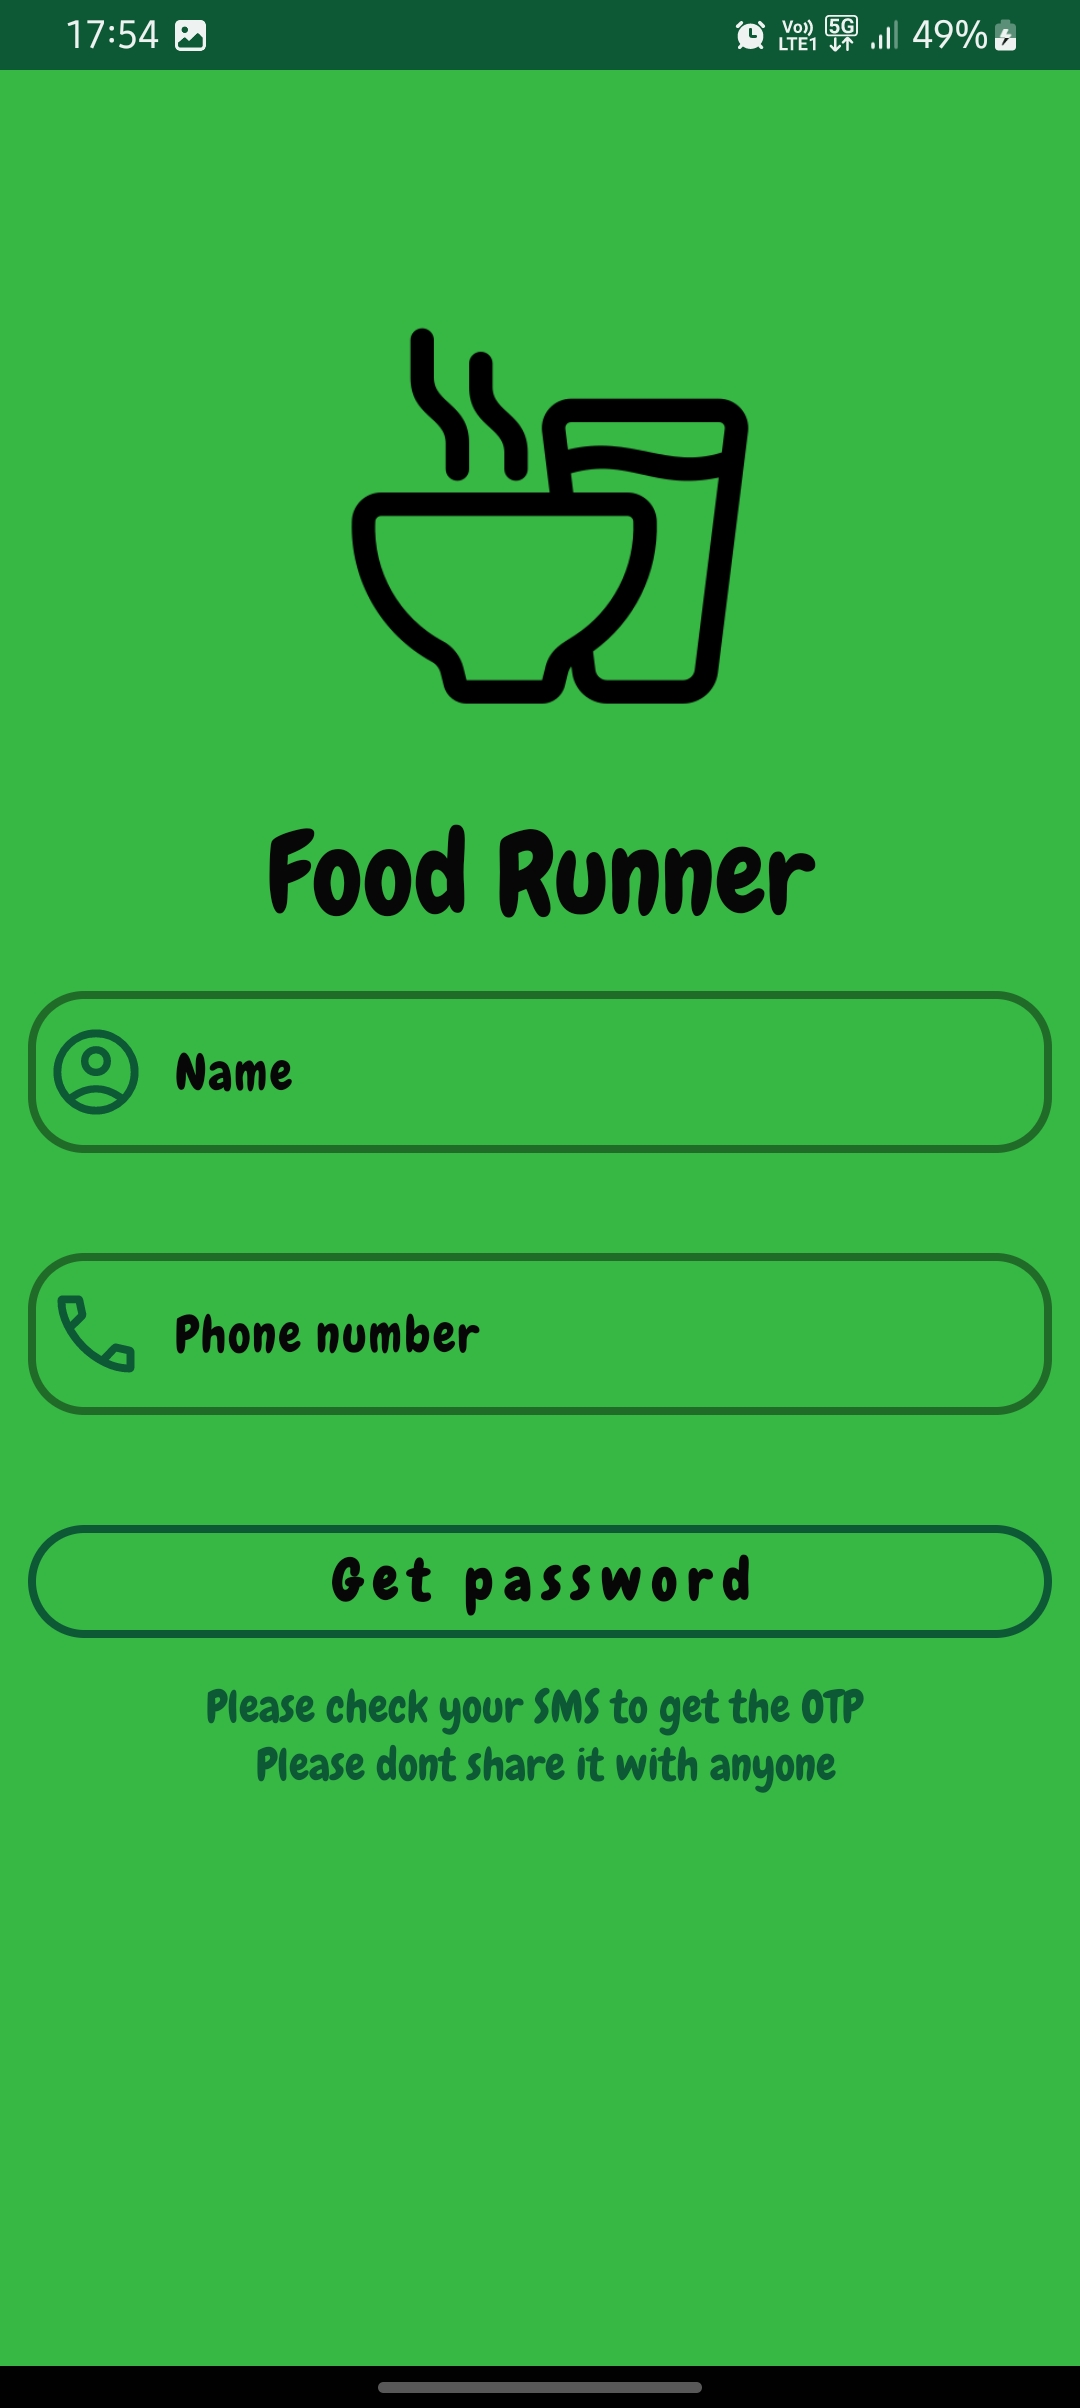 17:54 Vo)) LTE1 5G 49%
Food Runner
Name
Phone number
Get password
Please check your SMS to get the OTP
Please dont share it with anyone